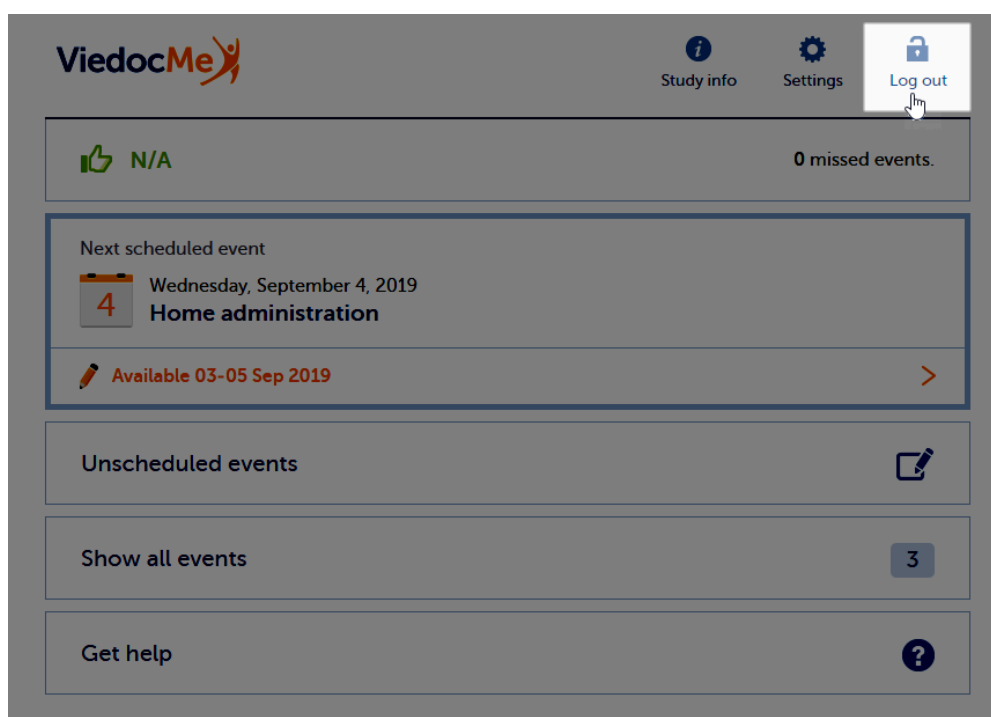 ViedocMe
Study info
Settings
Log out
N/A
0 missed events.
Next scheduled event
4
Wednesday, September 4, 2019
Home administration
Available 03-05 Sep 2019
Unscheduled events
Show all events
3
Get help